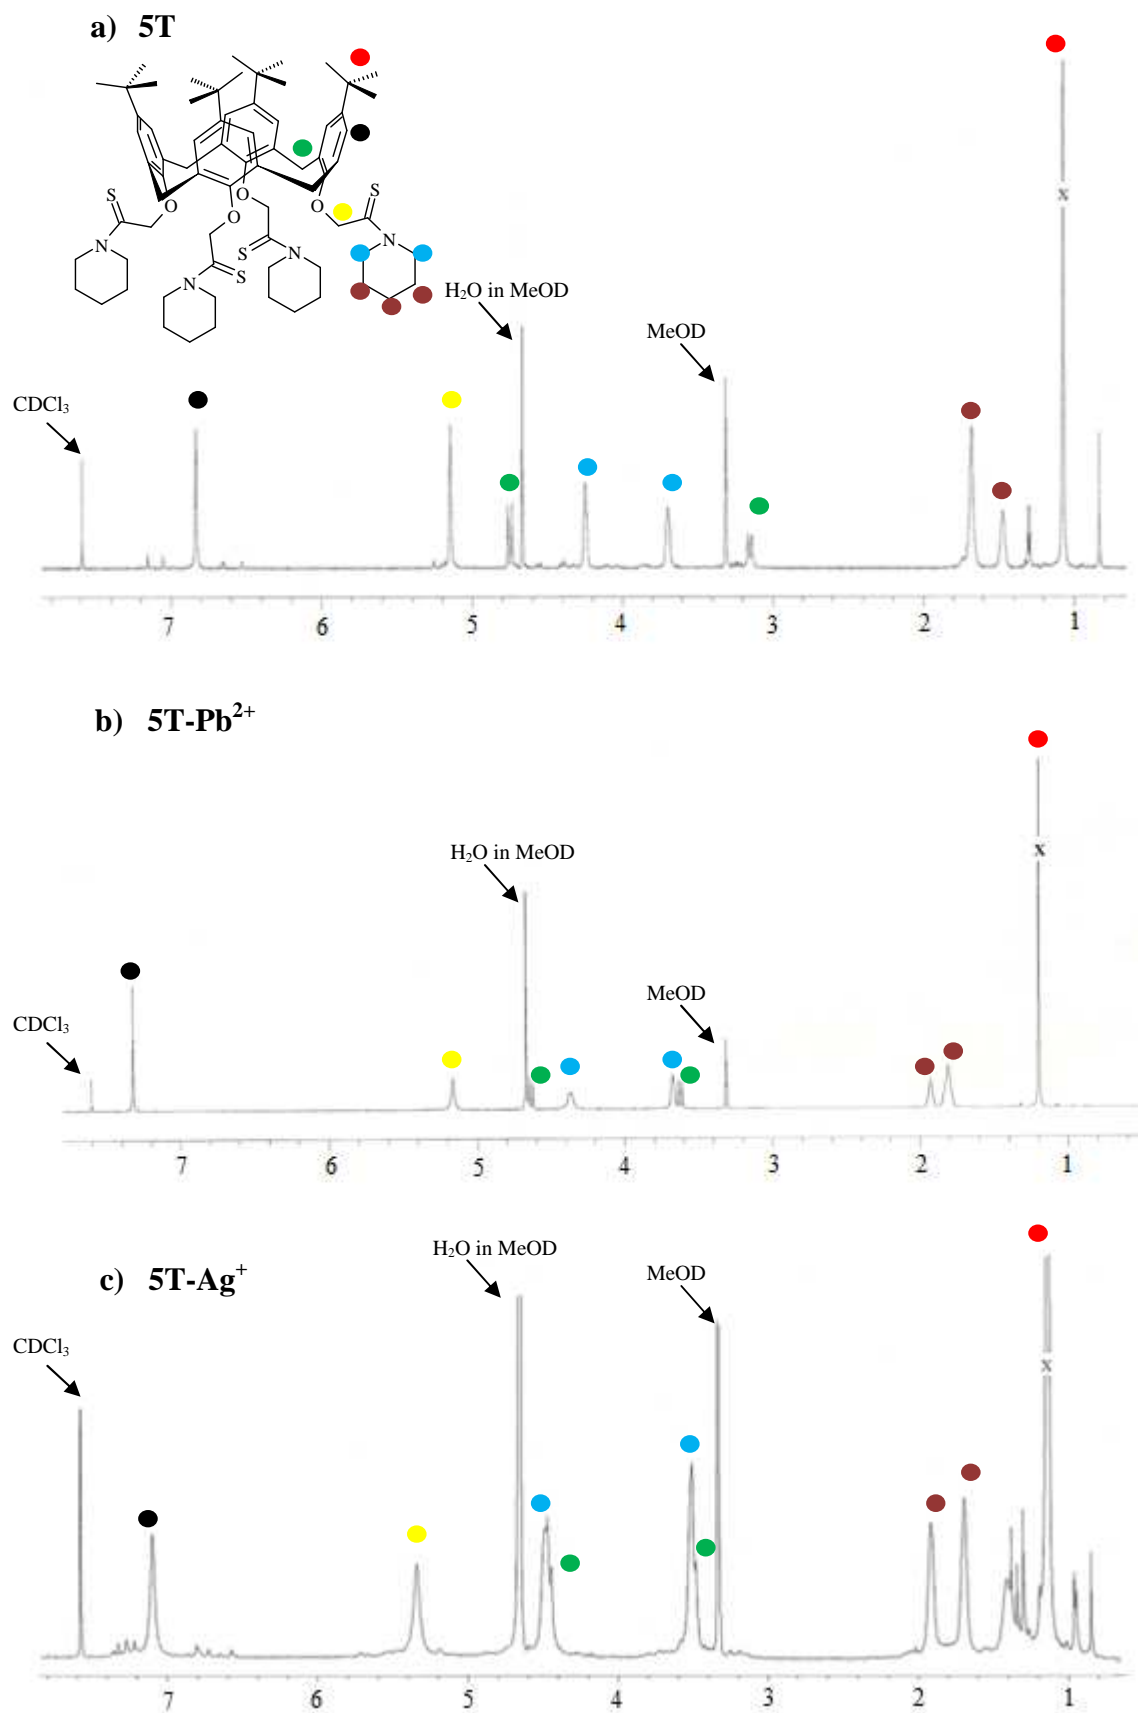 a) 5T
S
O
N
O
S
N
O
S
N
O
S
N
H₂O in MeOD
MeOD
CDCl₃
x
7 6 5 4 3 2 1
b) 5T-Pb²⁺
H₂O in MeOD
MeOD
CDCl₃
x
7 6 5 4 3 2 1
c) 5T-Ag⁺
H₂O in MeOD
MeOD
CDCl₃
x
7 6 5 4 3 2 1